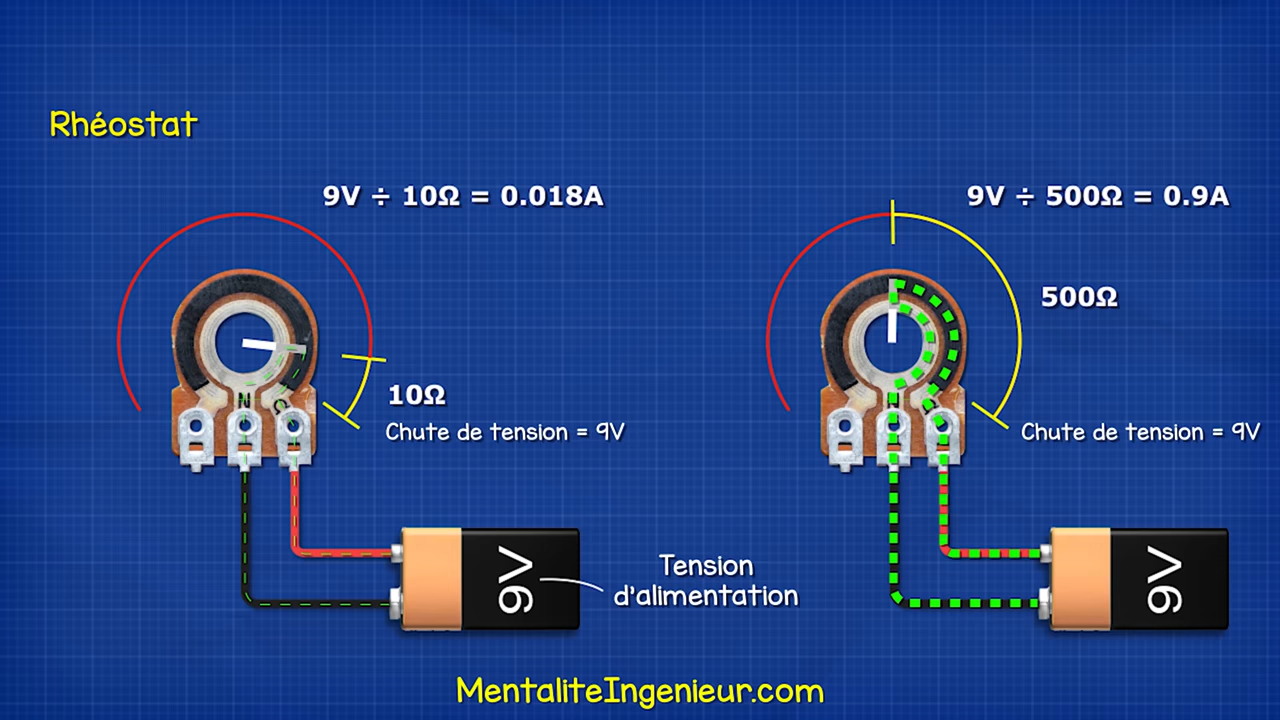 Rhéostat
9V ÷ 10Ω = 0.018A
10Ω
Chute de tension = 9V
9V
Tension
d'alimentation
9V ÷ 500Ω = 0.9A
500Ω
Chute de tension = 9V
9V
MentaliteIngenieur.com